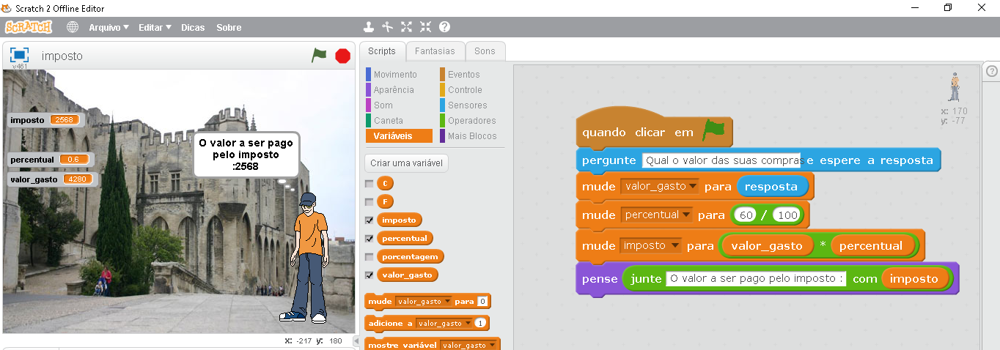 Scratch 2 Offline Editor
SCRATCH Arquivo Editar Dicas Sobre
imposto
v461
imposto 2568
percentual 0.6
valor_gasto 4280
O valor a ser pago
pelo imposto
:2568
x: -217 y: 180
Scripts Fantasias Sons
Movimento Eventos
Aparência Controle
Som Sensores
Caneta Operadores
Variáveis Mais Blocos
Criar uma variável
C
F
imposto
percentual
porcentagem
valor_gasto
mude valor_gasto para 0
adicione a valor_gasto 1
mostre variável valor_gasto
x: 170
y: -77
quando clicar em
pergunte Qual o valor das suas compras e espere a resposta
mude valor_gasto para resposta
mude percentual para 60 / 100
mude imposto para valor_gasto * percentual
pense junte O valor a ser pago pelo imposto : com imposto